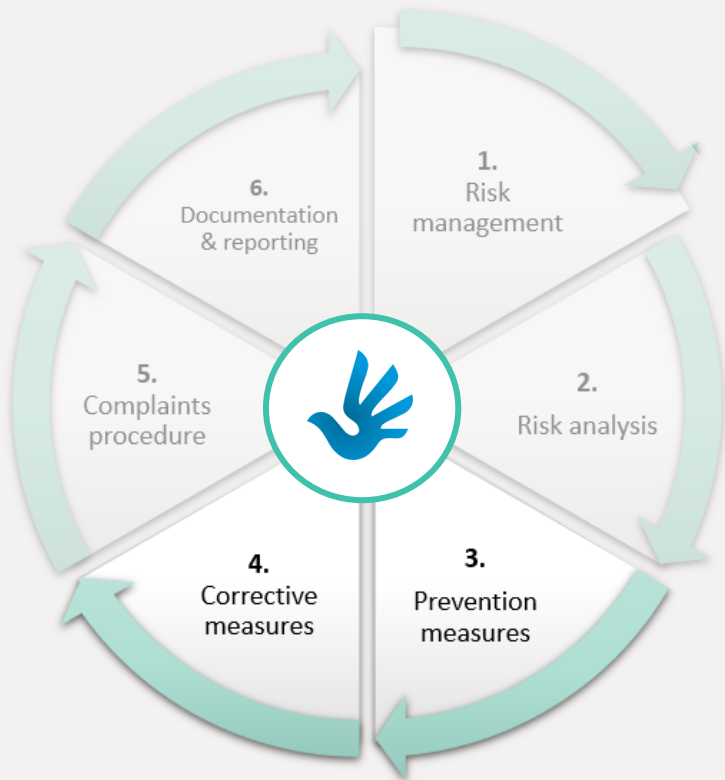 1.
Risk
management
2.
Risk analysis
3.
Prevention
measures
4.
Corrective
measures
5.
Complaints
procedure
6.
Documentation
& reporting